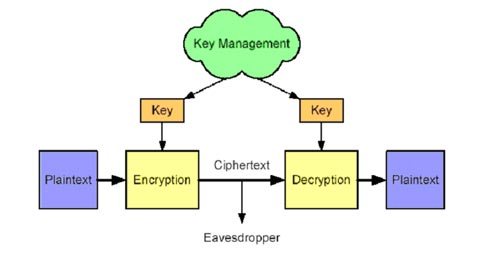 Key Management
Key
Key
Plaintext
Encryption
Ciphertext
Decryption
Plaintext
Eavesdropper